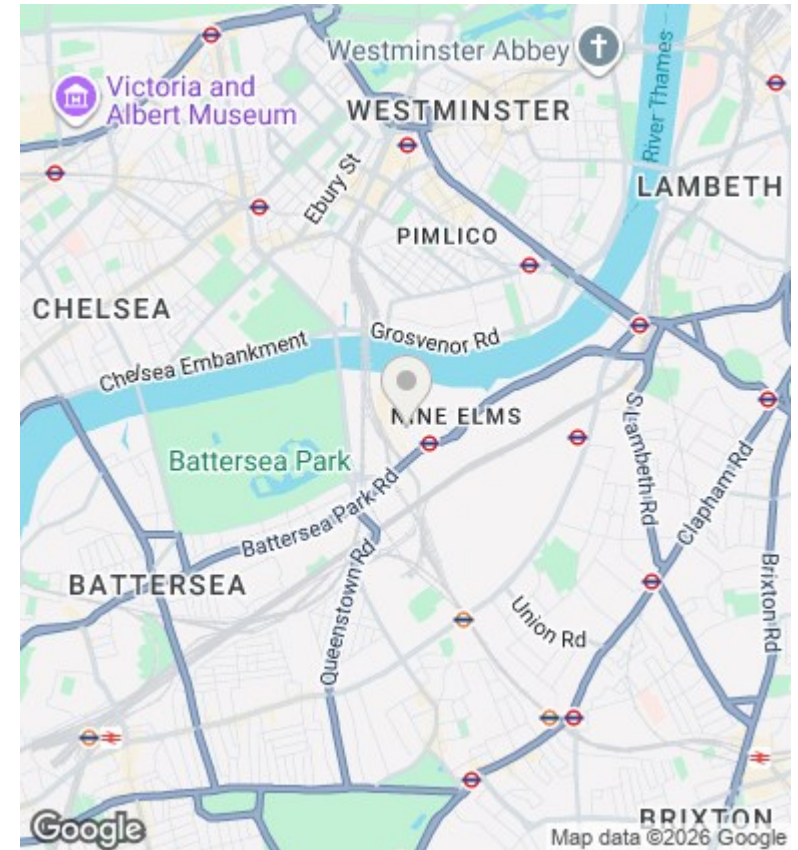 Westminster Abbey
River Thames
Victoria and
Albert Museum
WESTMINSTER
Ebury St
LAMBETH
PIMLICO
CHELSEA
Grosvenor Rd
Chelsea Embankment
NINE ELMS
S Lambeth Rd
Battersea Park
Clapham Rd
Battersea Park Rd
BATTERSEA
Queenstown Rd
Union Rd
Brixton Rd
BRIXTON
Google
Map data ©2026 Google